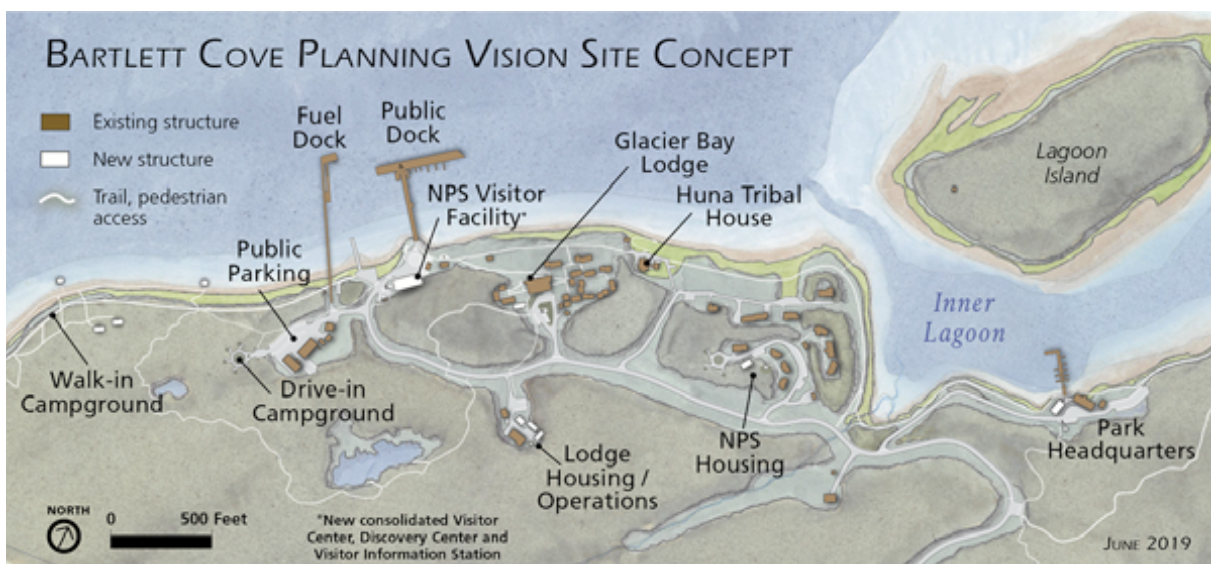 BARTLETT COVE PLANNING VISION SITE CONCEPT
Existing structure
New structure
Trail, pedestrian
access
Fuel
Dock
Public
Dock
NPS Visitor
Facility*
Glacier Bay
Lodge
Huna Tribal
House
Lagoon
Island
Public
Parking
Inner
Lagoon
Walk-in
Campground
Drive-in
Campground
Lodge
Housing /
Operations
NPS
Housing
Park
Headquarters
NORTH
0 500 Feet
*New consolidated Visitor
Center, Discovery Center and
Visitor Information Station
JUNE 2019